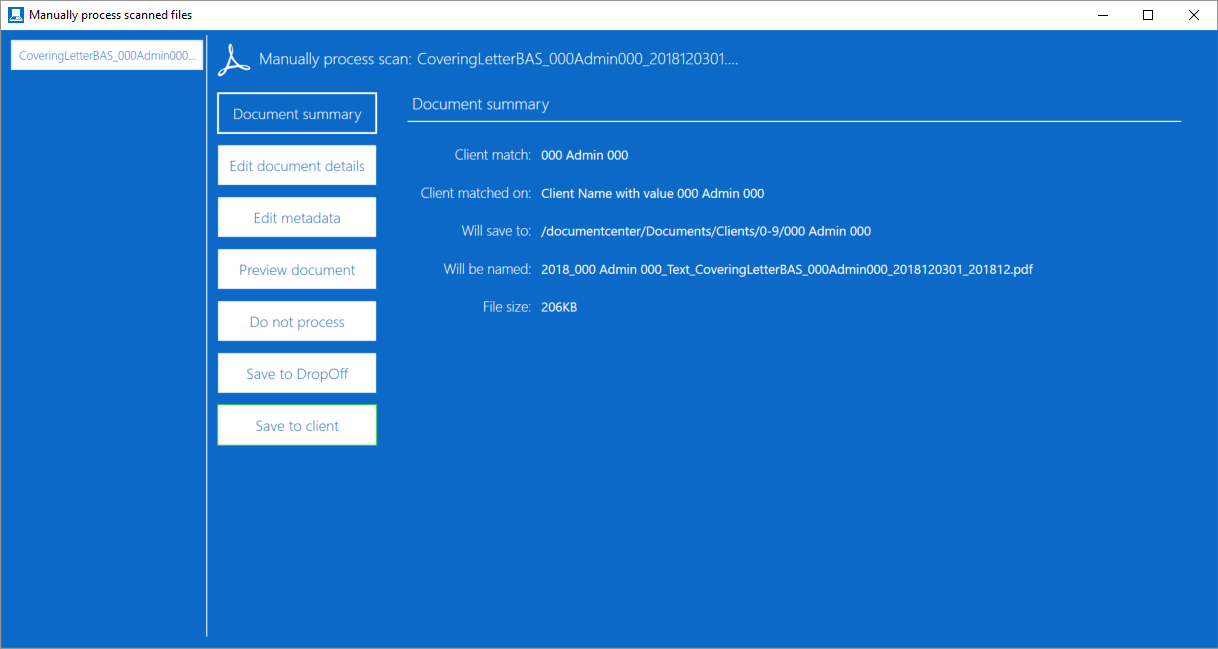 Manually process scanned files
CoveringLetterBAS_000Admin000...
Manually process scan: CoveringLetterBAS_000Admin000_2018120301....
Document summary
Edit document details
Edit metadata
Preview document
Do not process
Save to DropOff
Save to client
Document summary
Client match: 000 Admin 000
Client matched on: Client Name with value 000 Admin 000
Will save to: /documentcenter/Documents/Clients/0-9/000 Admin 000
Will be named: 2018_000 Admin 000_Text_CoveringLetterBAS_000Admin000_2018120301_201812.pdf
File size: 206KB